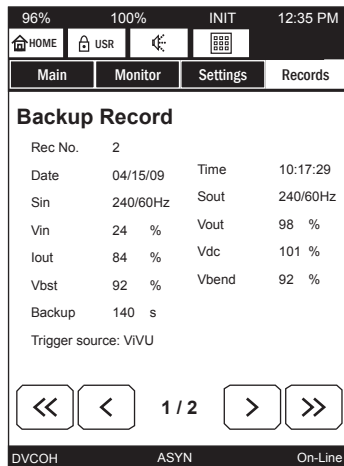 96% 100% INIT 12:35 PM
HOME USR
Main Monitor Settings Records
Backup Record
Rec No. 2
Date 04/15/09 Time 10:17:29
Sin 240/60Hz Sout 240/60Hz
Vin 24 % Vout 98 %
Iout 84 % Vdc 101 %
Vbst 92 % Vbend 92 %
Backup 140 s
Trigger source: ViVU
1 / 2
DVCOH ASYN On-Line